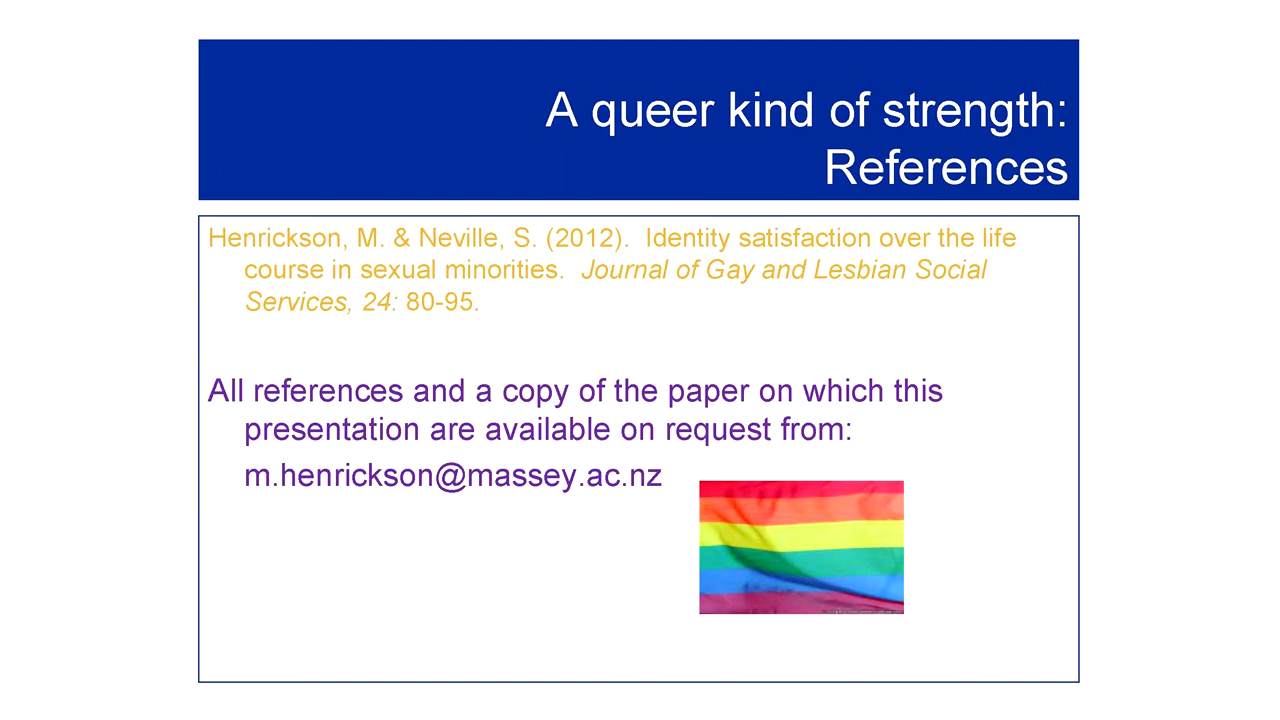 A queer kind of strength:
References
Henrickson, M. & Neville, S. (2012).  Identity satisfaction over the life
course in sexual minorities.  Journal of Gay and Lesbian Social
Services, 24: 80-95.
All references and a copy of the paper on which this
presentation are available on request from:
m.henrickson@massey.ac.nz